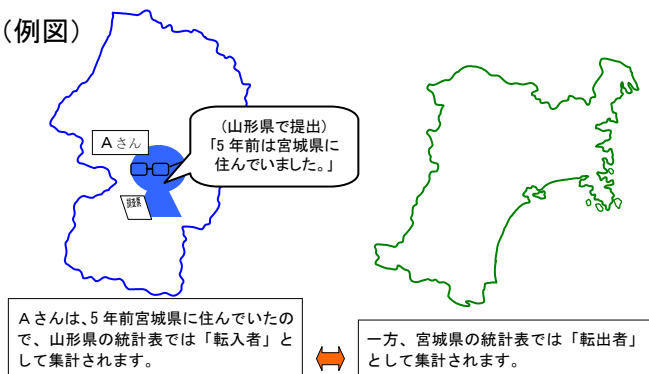 （例図）
Ａさん
（山形県で提出）
「5 年前は宮城県に
住んでいました。」
調査票
Ａさんは、5 年前宮城県に住んでいたの
で、山形県の統計表では「転入者」と
して集計されます。
一方、宮城県の統計表では「転出者」
として集計されます。